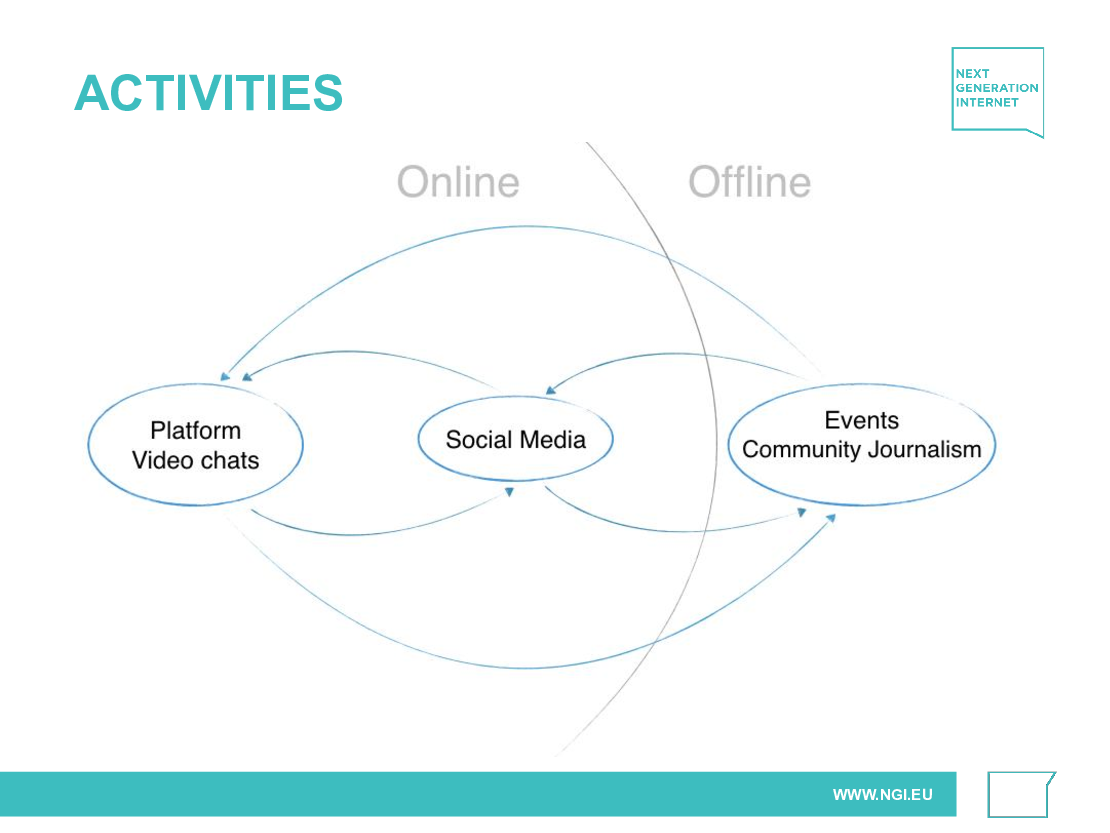 ACTIVITIES
NEXT
GENERATION
INTERNET
Online
Offline
Platform
Video chats
Social Media
Events
Community Journalism
WWW.NGI.EU